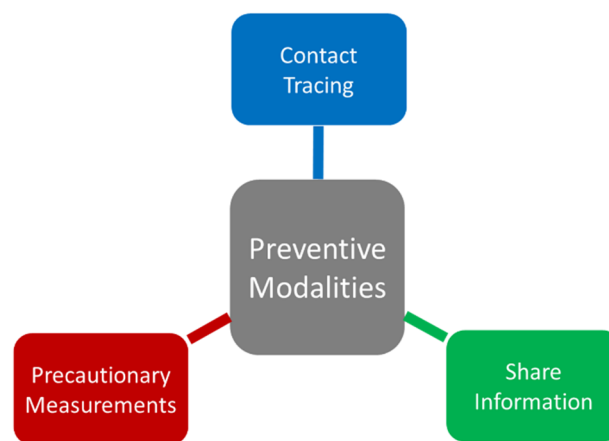 Contact
Tracing
Preventive
Modalities
Precautionary
Measurements
Share
Information